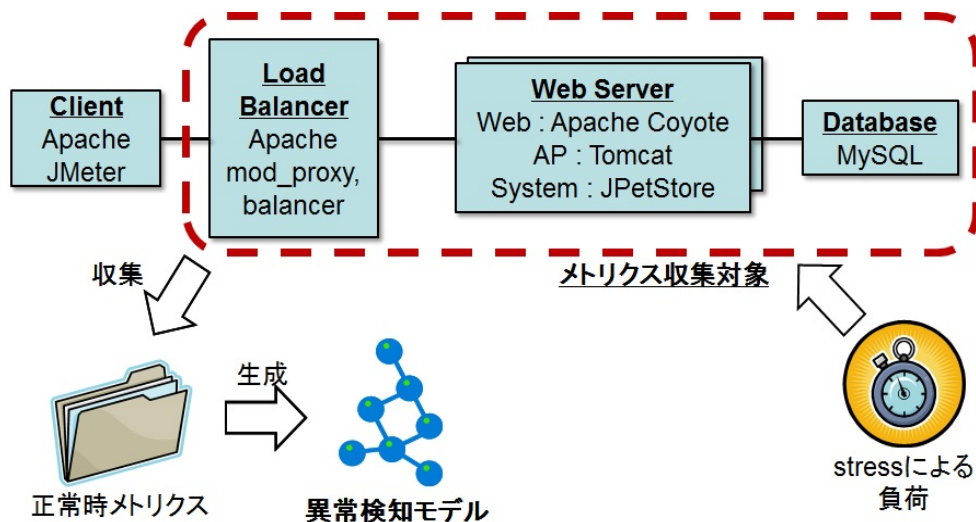 Client
Apache
JMeter
Load
Balancer
Apache
mod_proxy,
balancer
Web Server
Web : Apache Coyote
AP : Tomcat
System : JPetStore
Database
MySQL
収集
メトリクス収集対象
生成
正常時メトリクス
異常検知モデル
stressによる
負荷